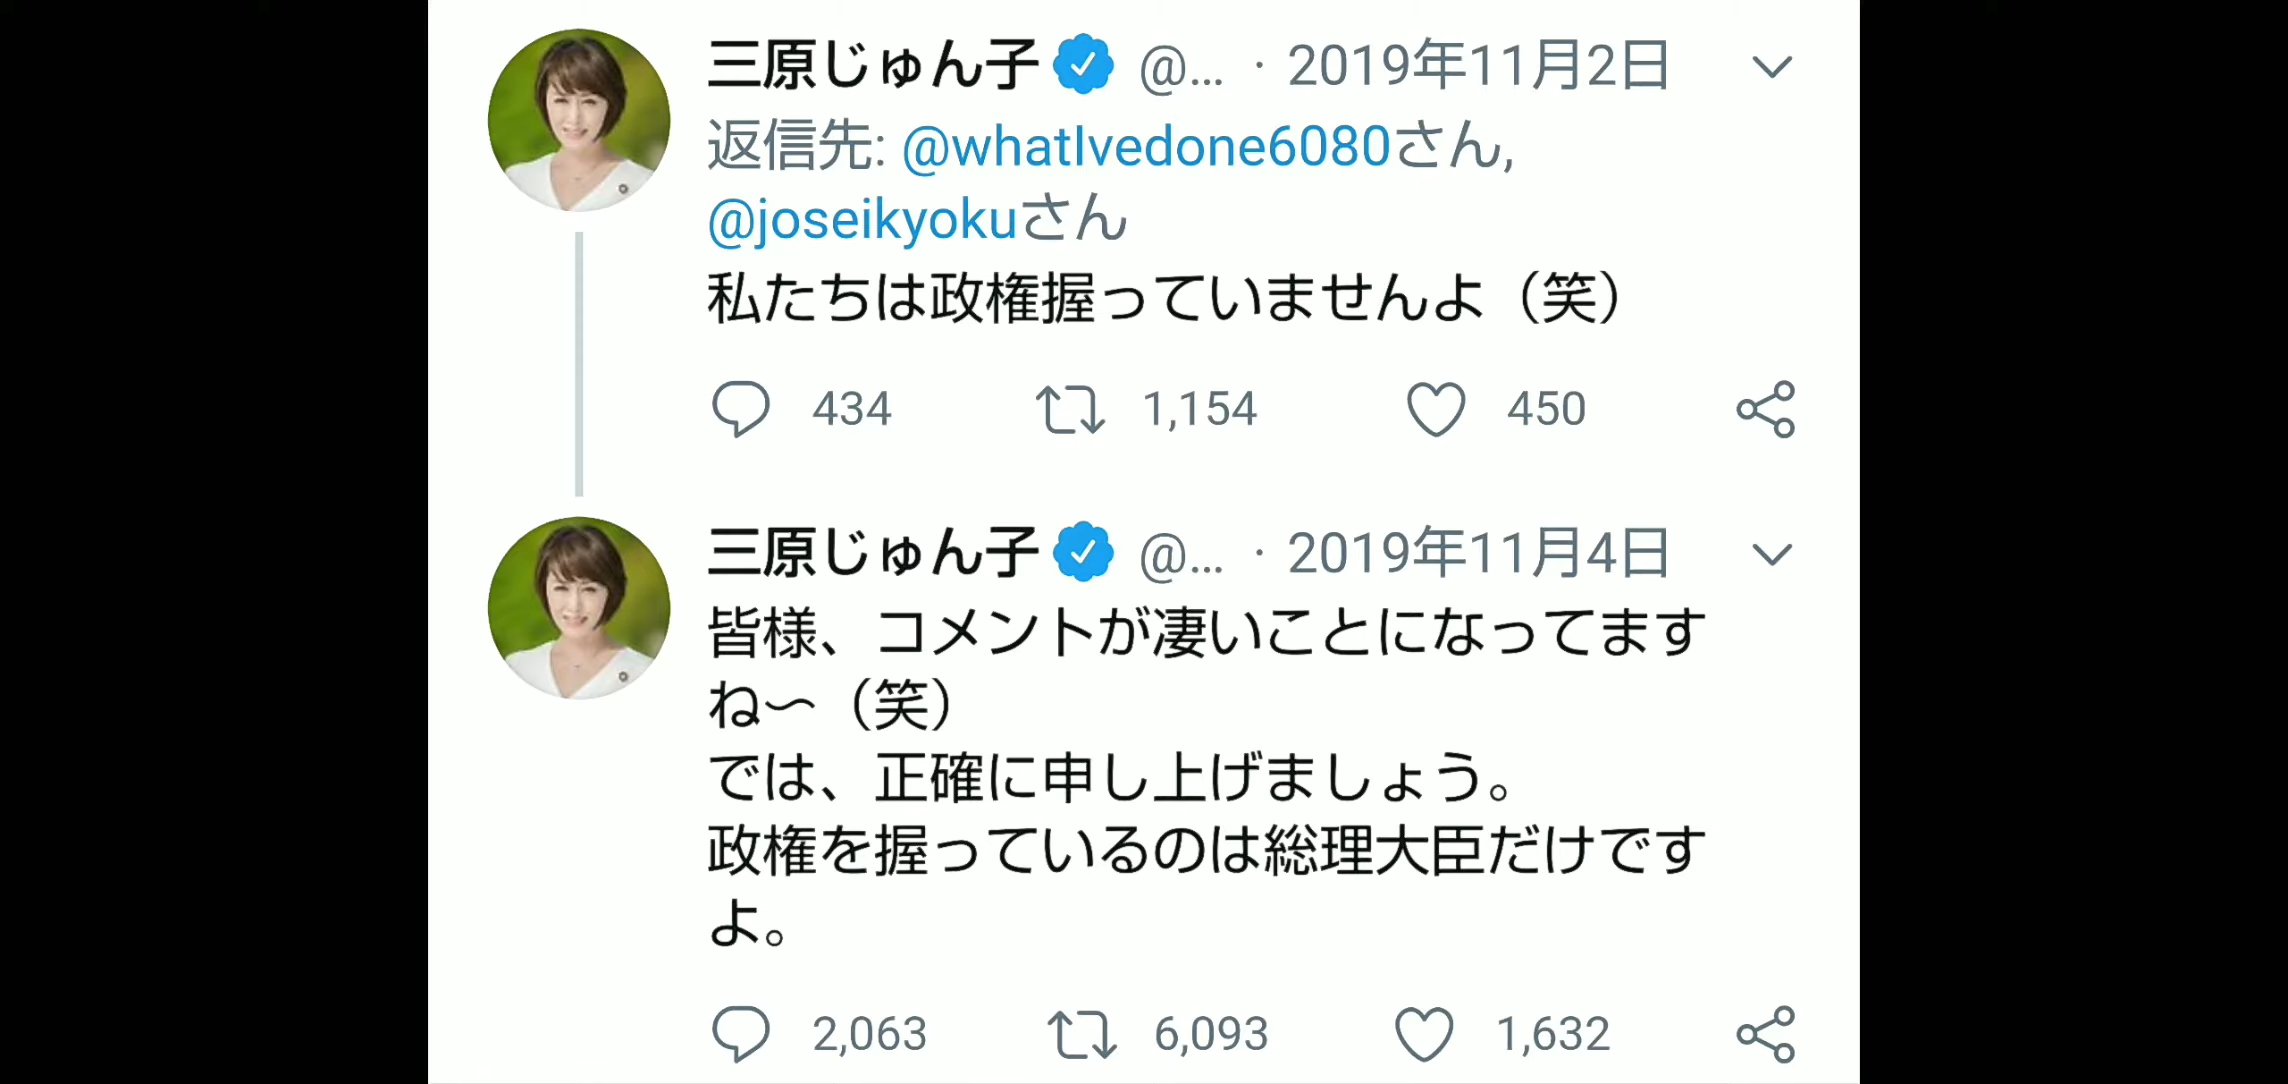 三原じゅん子 @... · 2019年11月2日
返信先: @whatIvedone6080さん,
@joseikyokuさん
私たちは政権握っていませんよ（笑）
434 1,154 450
三原じゅん子 @... · 2019年11月4日
皆様、コメントが凄いことになってます
ね〜（笑）
では、正確に申し上げましょう。
政権を握っているのは総理大臣だけです
よ。
2,063 6,093 1,632